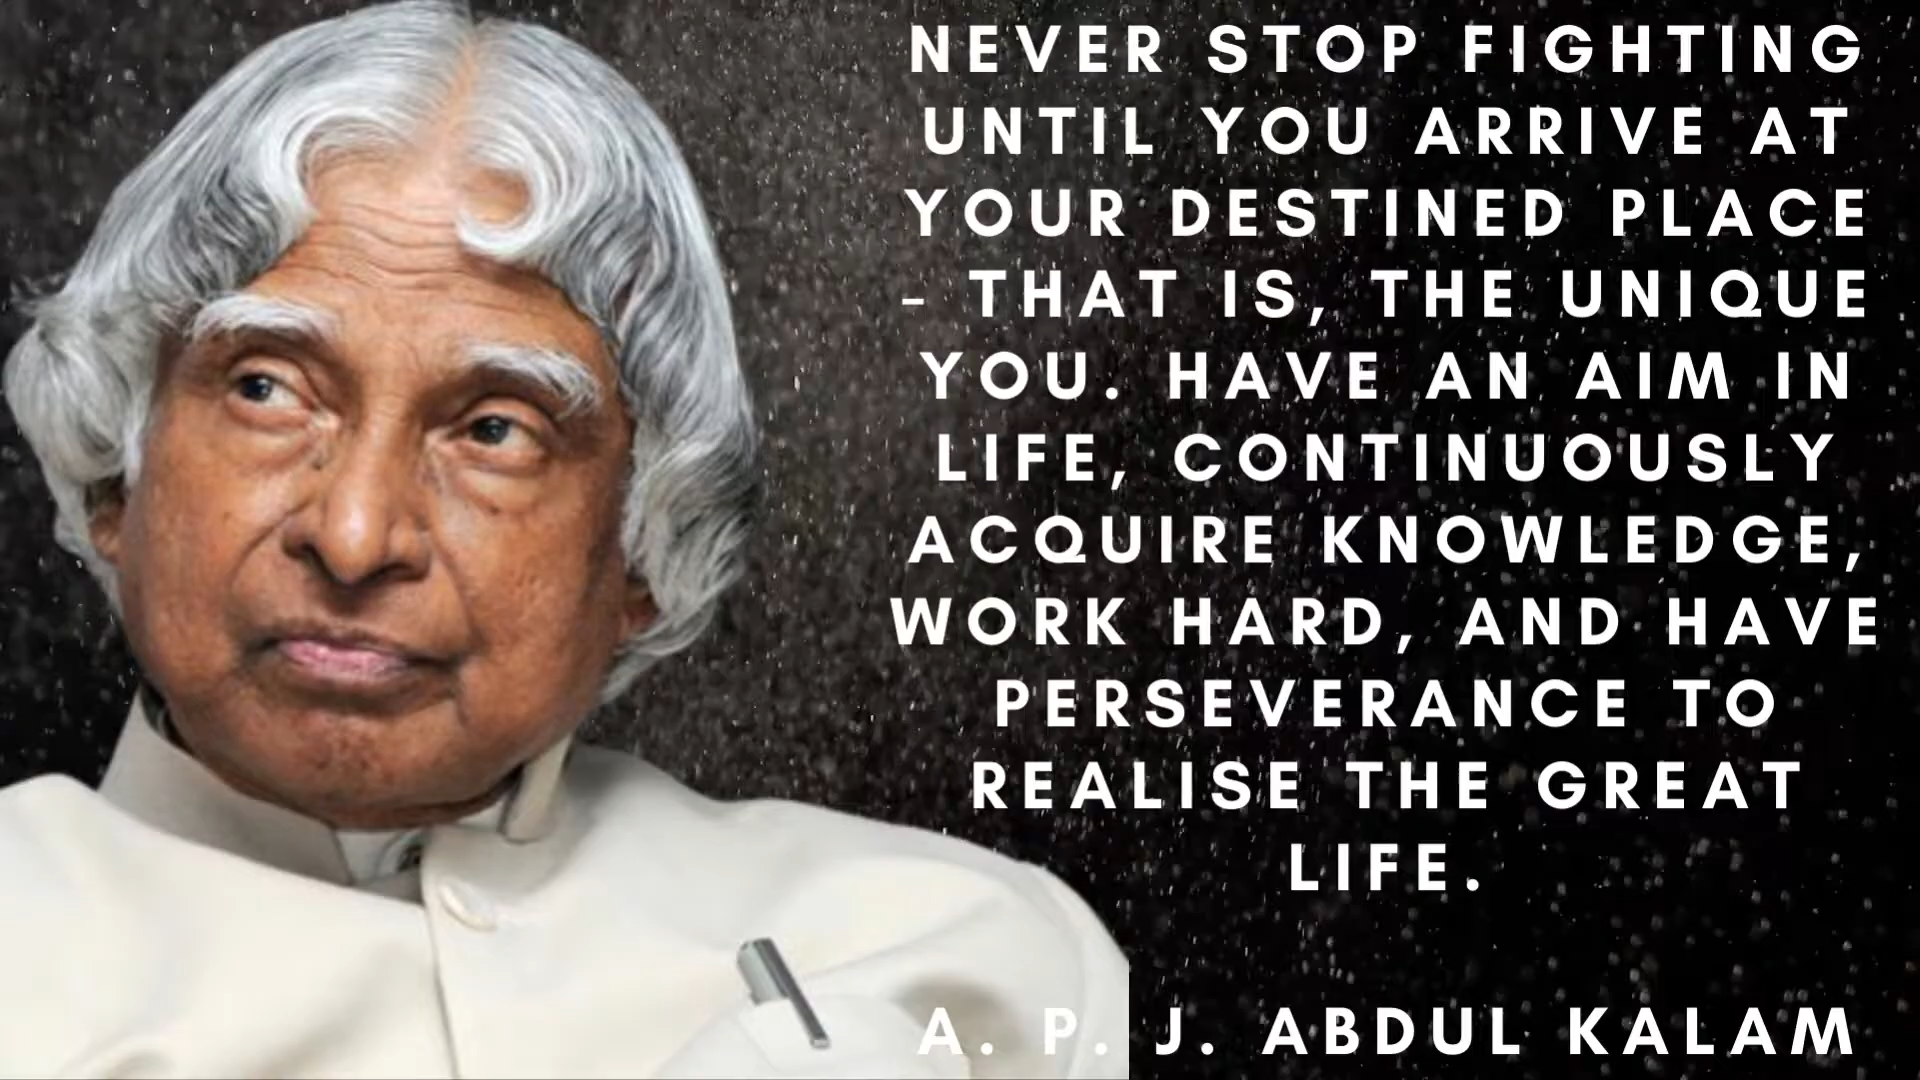 NEVER STOP FIGHTING
UNTIL YOU ARRIVE AT
YOUR DESTINED PLACE
- THAT IS, THE UNIQUE
YOU. HAVE AN AIM IN
LIFE, CONTINUOUSLY
ACQUIRE KNOWLEDGE,
WORK HARD, AND HAVE
PERSEVERANCE TO
REALISE THE GREAT
LIFE.
A. P. J. ABDUL KALAM